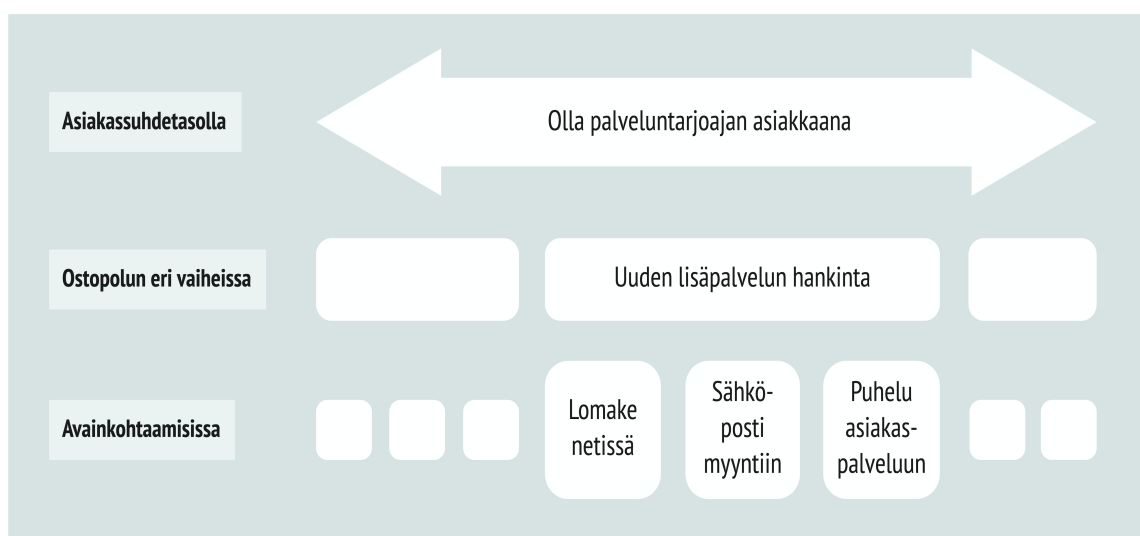 Asiakassuhdetasolla
Olla palveluntarjoajan asiakkaana
Ostopolun eri vaiheissa
Uuden lisäpalvelun hankinta
Avainkohtaamisissa
Lomake
netissä
Sähkö-
posti
myyntiin
Puhelu
asiakas-
palveluun